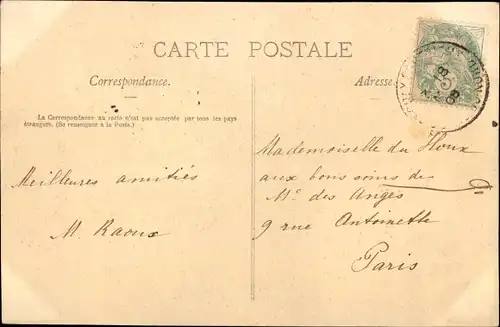 CARTE POSTALE
Correspondance.
Adresse
La Correspondance au recto n'est pas acceptée par tous les pays
étrangers. (Se renseigner à la Poste.)
Meilleures amitiés
M. Raoux
Mademoiselle du Houx
aux bons soins de
Mc des Anges
9 rue Antoinette
Paris